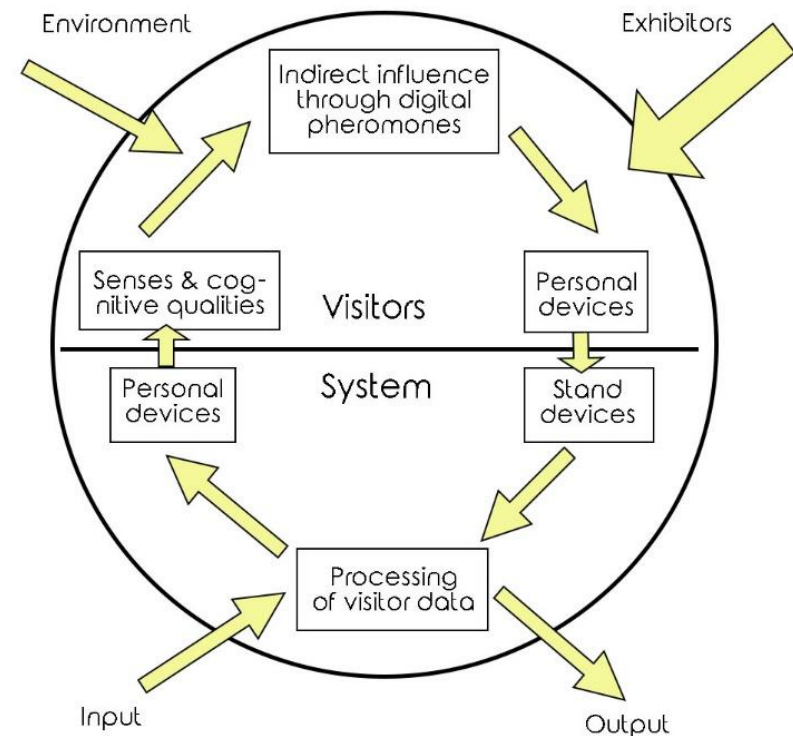 Environment
Exhibitors
Indirect influence
through digital
pheromones
Senses & cog-
nitive qualities
Visitors
Personal
devices
Personal
devices
System
Stand
devices
Processing
of visitor data
Input
Output